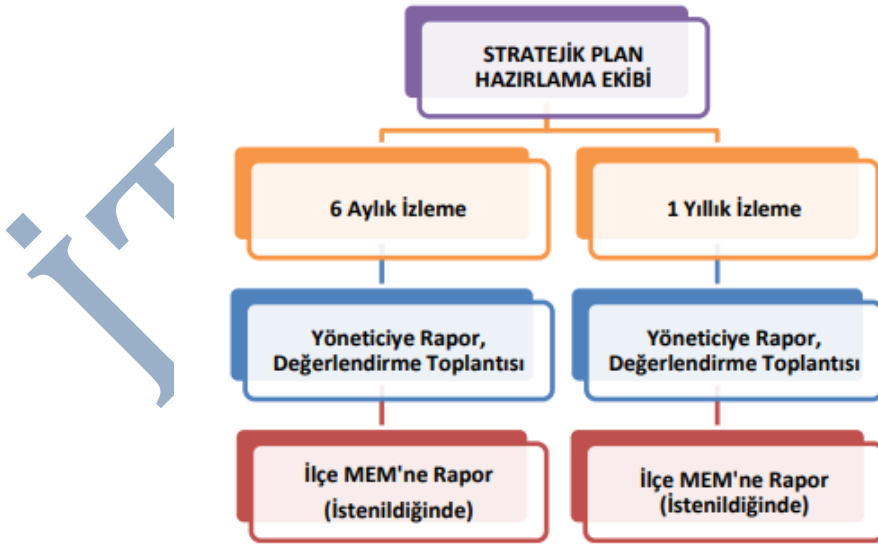 STRATEJİK PLAN
HAZIRLAMA EKİBİ
6 Aylık İzleme
1 Yıllık İzleme
Yöneticiye Rapor,
Değerlendirme Toplantısı
Yöneticiye Rapor,
Değerlendirme Toplantısı
İlçe MEM'ne Rapor
(İstenildiğinde)
İlçe MEM'ne Rapor
(İstenildiğinde)